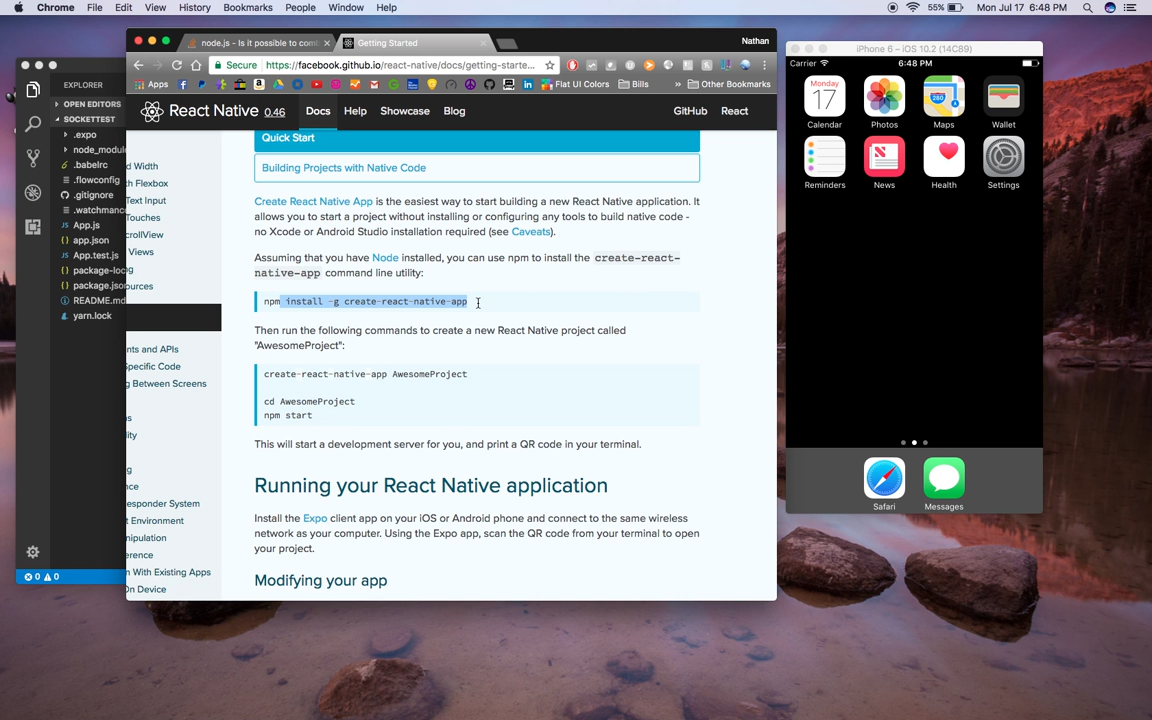 Chrome File Edit View History Bookmarks People Window Help
55% Mon Jul 17 6:48 PM
node.js - Is it possible to com
Getting Started
Nathan
Secure https://facebook.github.io/react-native/docs/getting-starte...
Apps
Flat UI Colors
Bills
» Other Bookmarks
React Native 0.46 Docs Help Showcase Blog GitHub React
EXPLORER
OPEN EDITORS
SOCKETTEST
.expo
node_module
.babelrc
.flowconfig
.gitignore
.watchmanc
App.js
app.json
App.test.js
package-loc
package.jso
README.md
yarn.lock
0 0
d Width
h Flexbox
Text Input
Touches
crollView
Views
g
ources
nts and APIs
pecific Code
g Between Screens
s
lity
g
nce
esponder System
t Environment
nipulation
erence
n With Existing Apps
On Device
Quick Start
Building Projects with Native Code
Create React Native App is the easiest way to start building a new React Native application. It
allows you to start a project without installing or configuring any tools to build native code -
no Xcode or Android Studio installation required (see Caveats).
Assuming that you have Node installed, you can use npm to install the create-react-
native-app command line utility:
npm install -g create-react-native-app
Then run the following commands to create a new React Native project called
"AwesomeProject":
create-react-native-app AwesomeProject
cd AwesomeProject
npm start
This will start a development server for you, and print a QR code in your terminal.
Running your React Native application
Install the Expo client app on your iOS or Android phone and connect to the same wireless
network as your computer. Using the Expo app, scan the QR code from your terminal to open
your project.
Modifying your app
iPhone 6 – iOS 10.2 (14C89)
Carrier 6:48 PM
Monday
17
280
Calendar Photos Maps Wallet
Reminders News Health Settings
Safari Messages